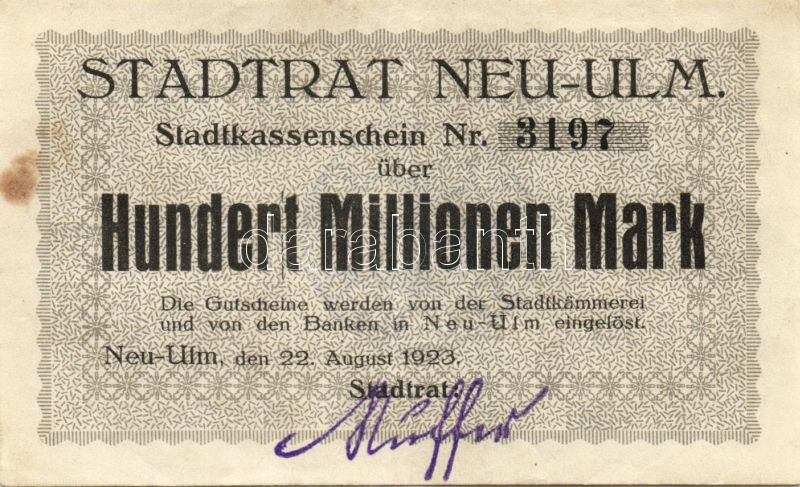 STADTRAT NEU-ULM.
Stadtkassenschein Nr. 3197
über
Hundert Millionen Mark
darabanth
Die Gutscheine werden von der Stadtkämmerei
und von den Banken in Neu-Ulm eingelöst.
Neu-Ulm, den 22. August 1923.
Stadtrat: